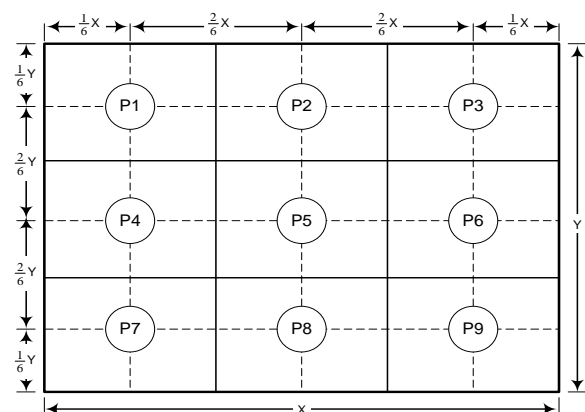 1/6 X 2/6 X 2/6 X 1/6 X
1/6 Y
P1 P2 P3
2/6 Y
P4 P5 P6 Y
2/6 Y
P7 P8 P9
1/6 Y
X